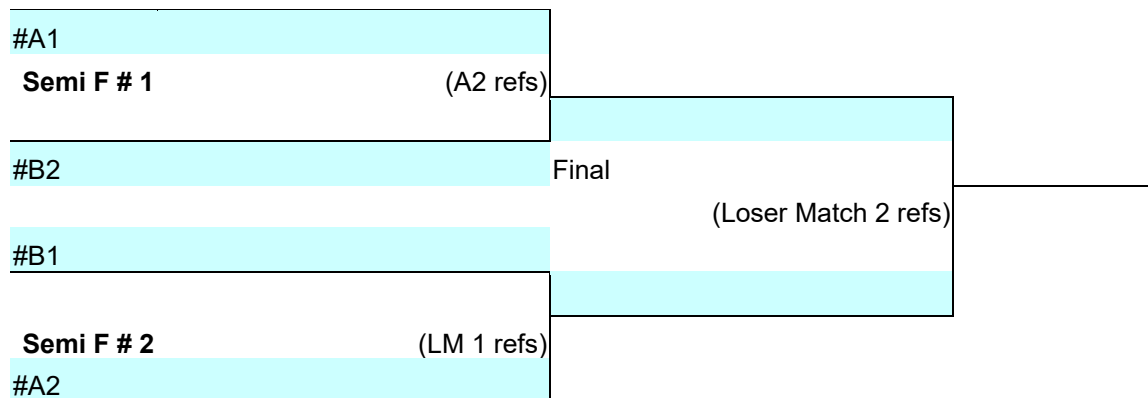 #A1
Semi F # 1 (A2 refs)
#B2 Final
(Loser Match 2 refs)
#B1
Semi F # 2 (LM 1 refs)
#A2